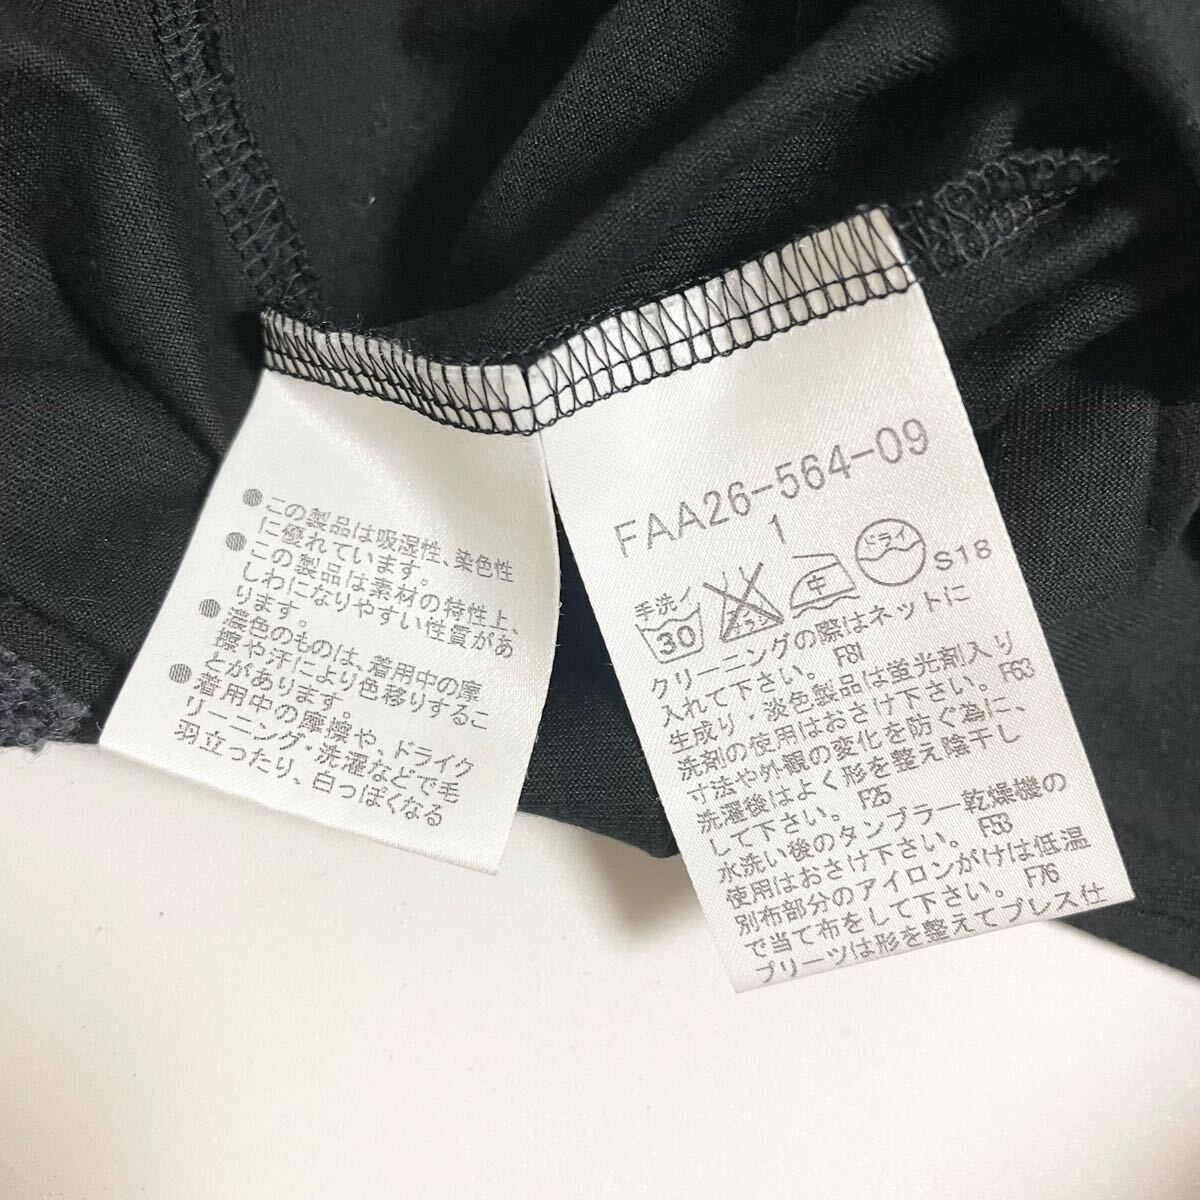 ●この製品は吸湿性、染色性
に優れています。
●この製品は素材の特性上、
しわになりやすい性質があ
ります。
●濃色のものは、着用中の摩
擦や汗により色移りするこ
とがあります。
●着用中の摩擦や、ドライク
リーニング・洗濯などで毛
羽立ったり、白っぽくなる
FAA26-564-09
1
手洗イ
30
エンソサラシ
中
ドライ
S18
クリーニングの際はネットに
入れて下さい。 F81
生成り・淡色製品は蛍光剤入り
洗剤の使用はおさけ下さい。 F63
寸法や外観の変化を防ぐ為に、
洗濯後はよく形を整え陰干し
して下さい。 F25
水洗い後のタンブラー乾燥機の
使用はおさけ下さい。 F53
別布部分のアイロンがけは低温
で当て布をして下さい。 F76
プリーツは形を整えてプレス仕